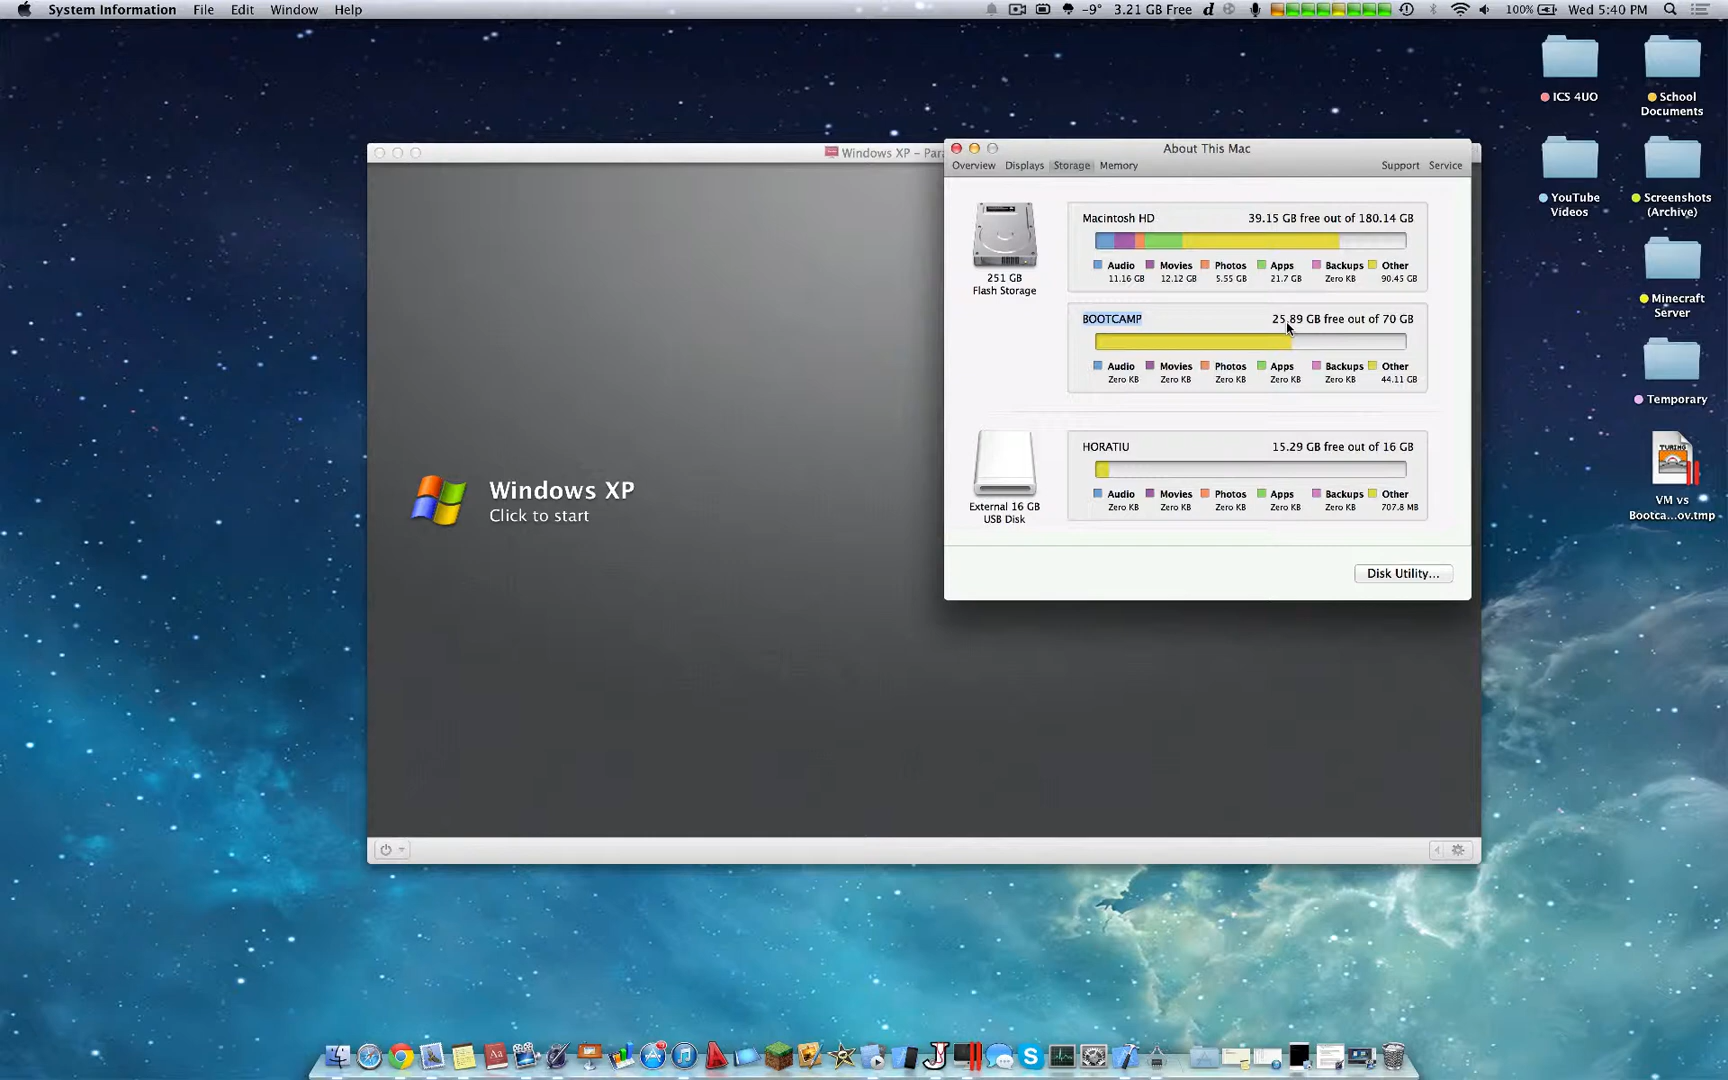 System Information File Edit Window Help
-9° 3.21 GB Free 100% Wed 5:40 PM
ICS 4UO
School
Documents
YouTube
Videos
Screenshots
(Archive)
Minecraft
Server
Temporary
TURING
VM vs
Bootca...ov.tmp
Windows XP – Para
Windows XP
Click to start
About This Mac
Overview Displays Storage Memory Support Service
251 GB
Flash Storage
Macintosh HD 39.15 GB free out of 180.14 GB
Audio Movies Photos Apps Backups Other
11.16 GB 12.12 GB 5.55 GB 21.7 GB Zero KB 90.45 GB
BOOTCAMP 25.89 GB free out of 70 GB
Audio Movies Photos Apps Backups Other
Zero KB Zero KB Zero KB Zero KB Zero KB 44.11 GB
External 16 GB
USB Disk
HORATIU 15.29 GB free out of 16 GB
Audio Movies Photos Apps Backups Other
Zero KB Zero KB Zero KB Zero KB Zero KB 707.8 MB
Disk Utility...